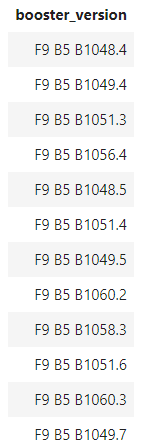 booster_version
F9 B5 B1048.4
F9 B5 B1049.4
F9 B5 B1051.3
F9 B5 B1056.4
F9 B5 B1048.5
F9 B5 B1051.4
F9 B5 B1049.5
F9 B5 B1060.2
F9 B5 B1058.3
F9 B5 B1051.6
F9 B5 B1060.3
F9 B5 B1049.7